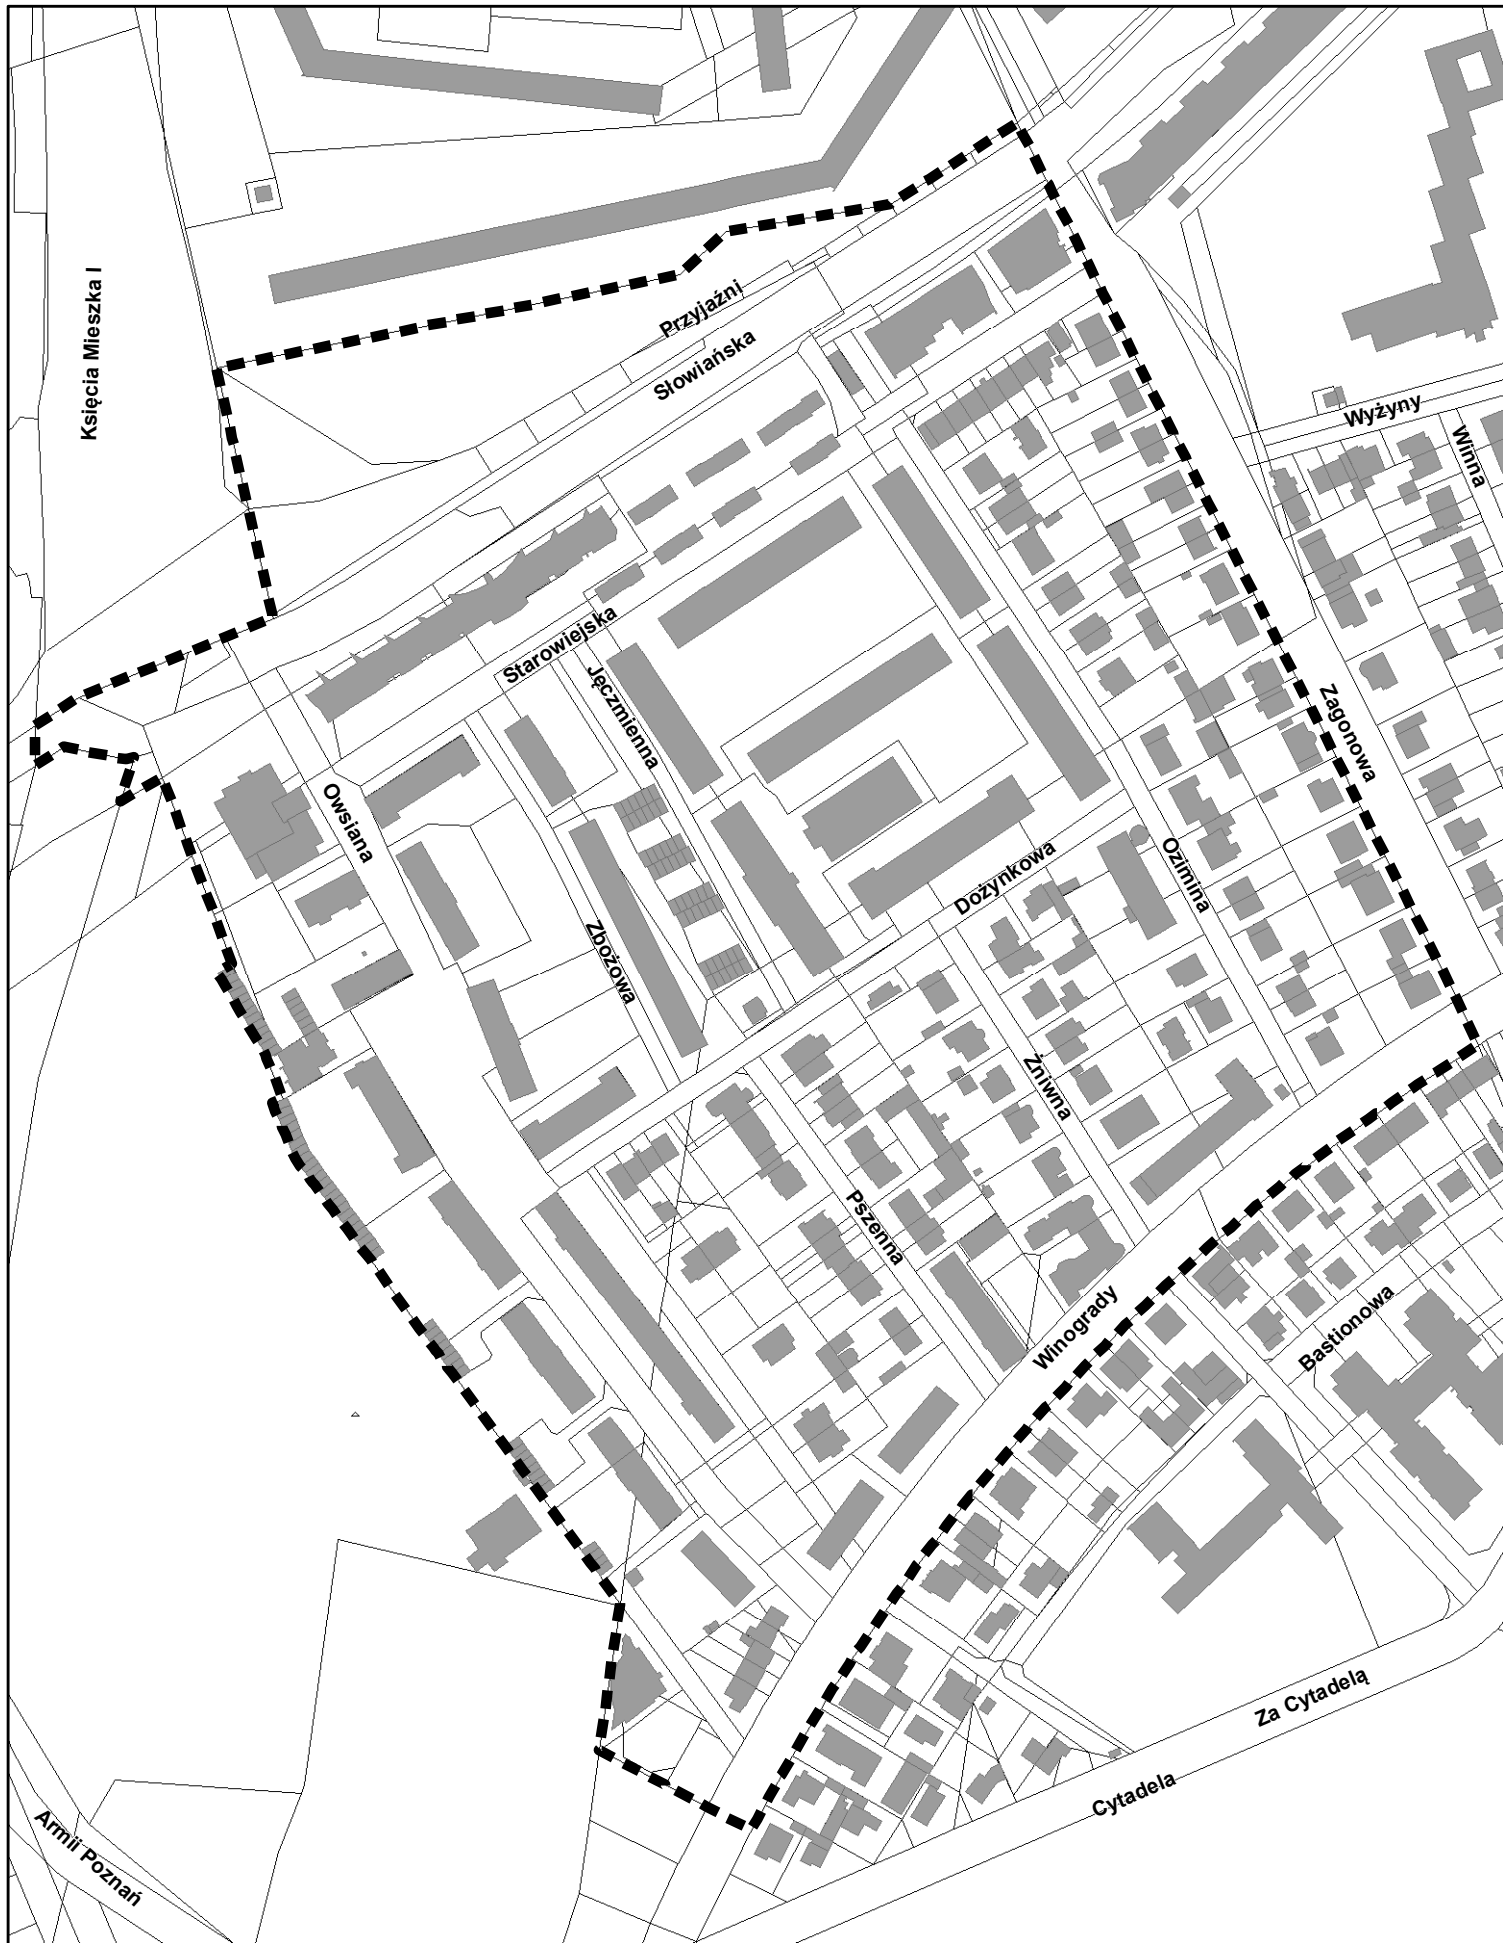 Księcia Mieszka I
Przyjaźni
Słowiańska
Wyżyny
Winna
Starowiejska
Jęczmienna
Zagonowa
Owsiana
Dożynkowa
Ozimina
Zbożowa
Żniwna
Pszenna
Winogrady
Bastionowa
Za Cytadelą
Cytadela
Armii Poznań